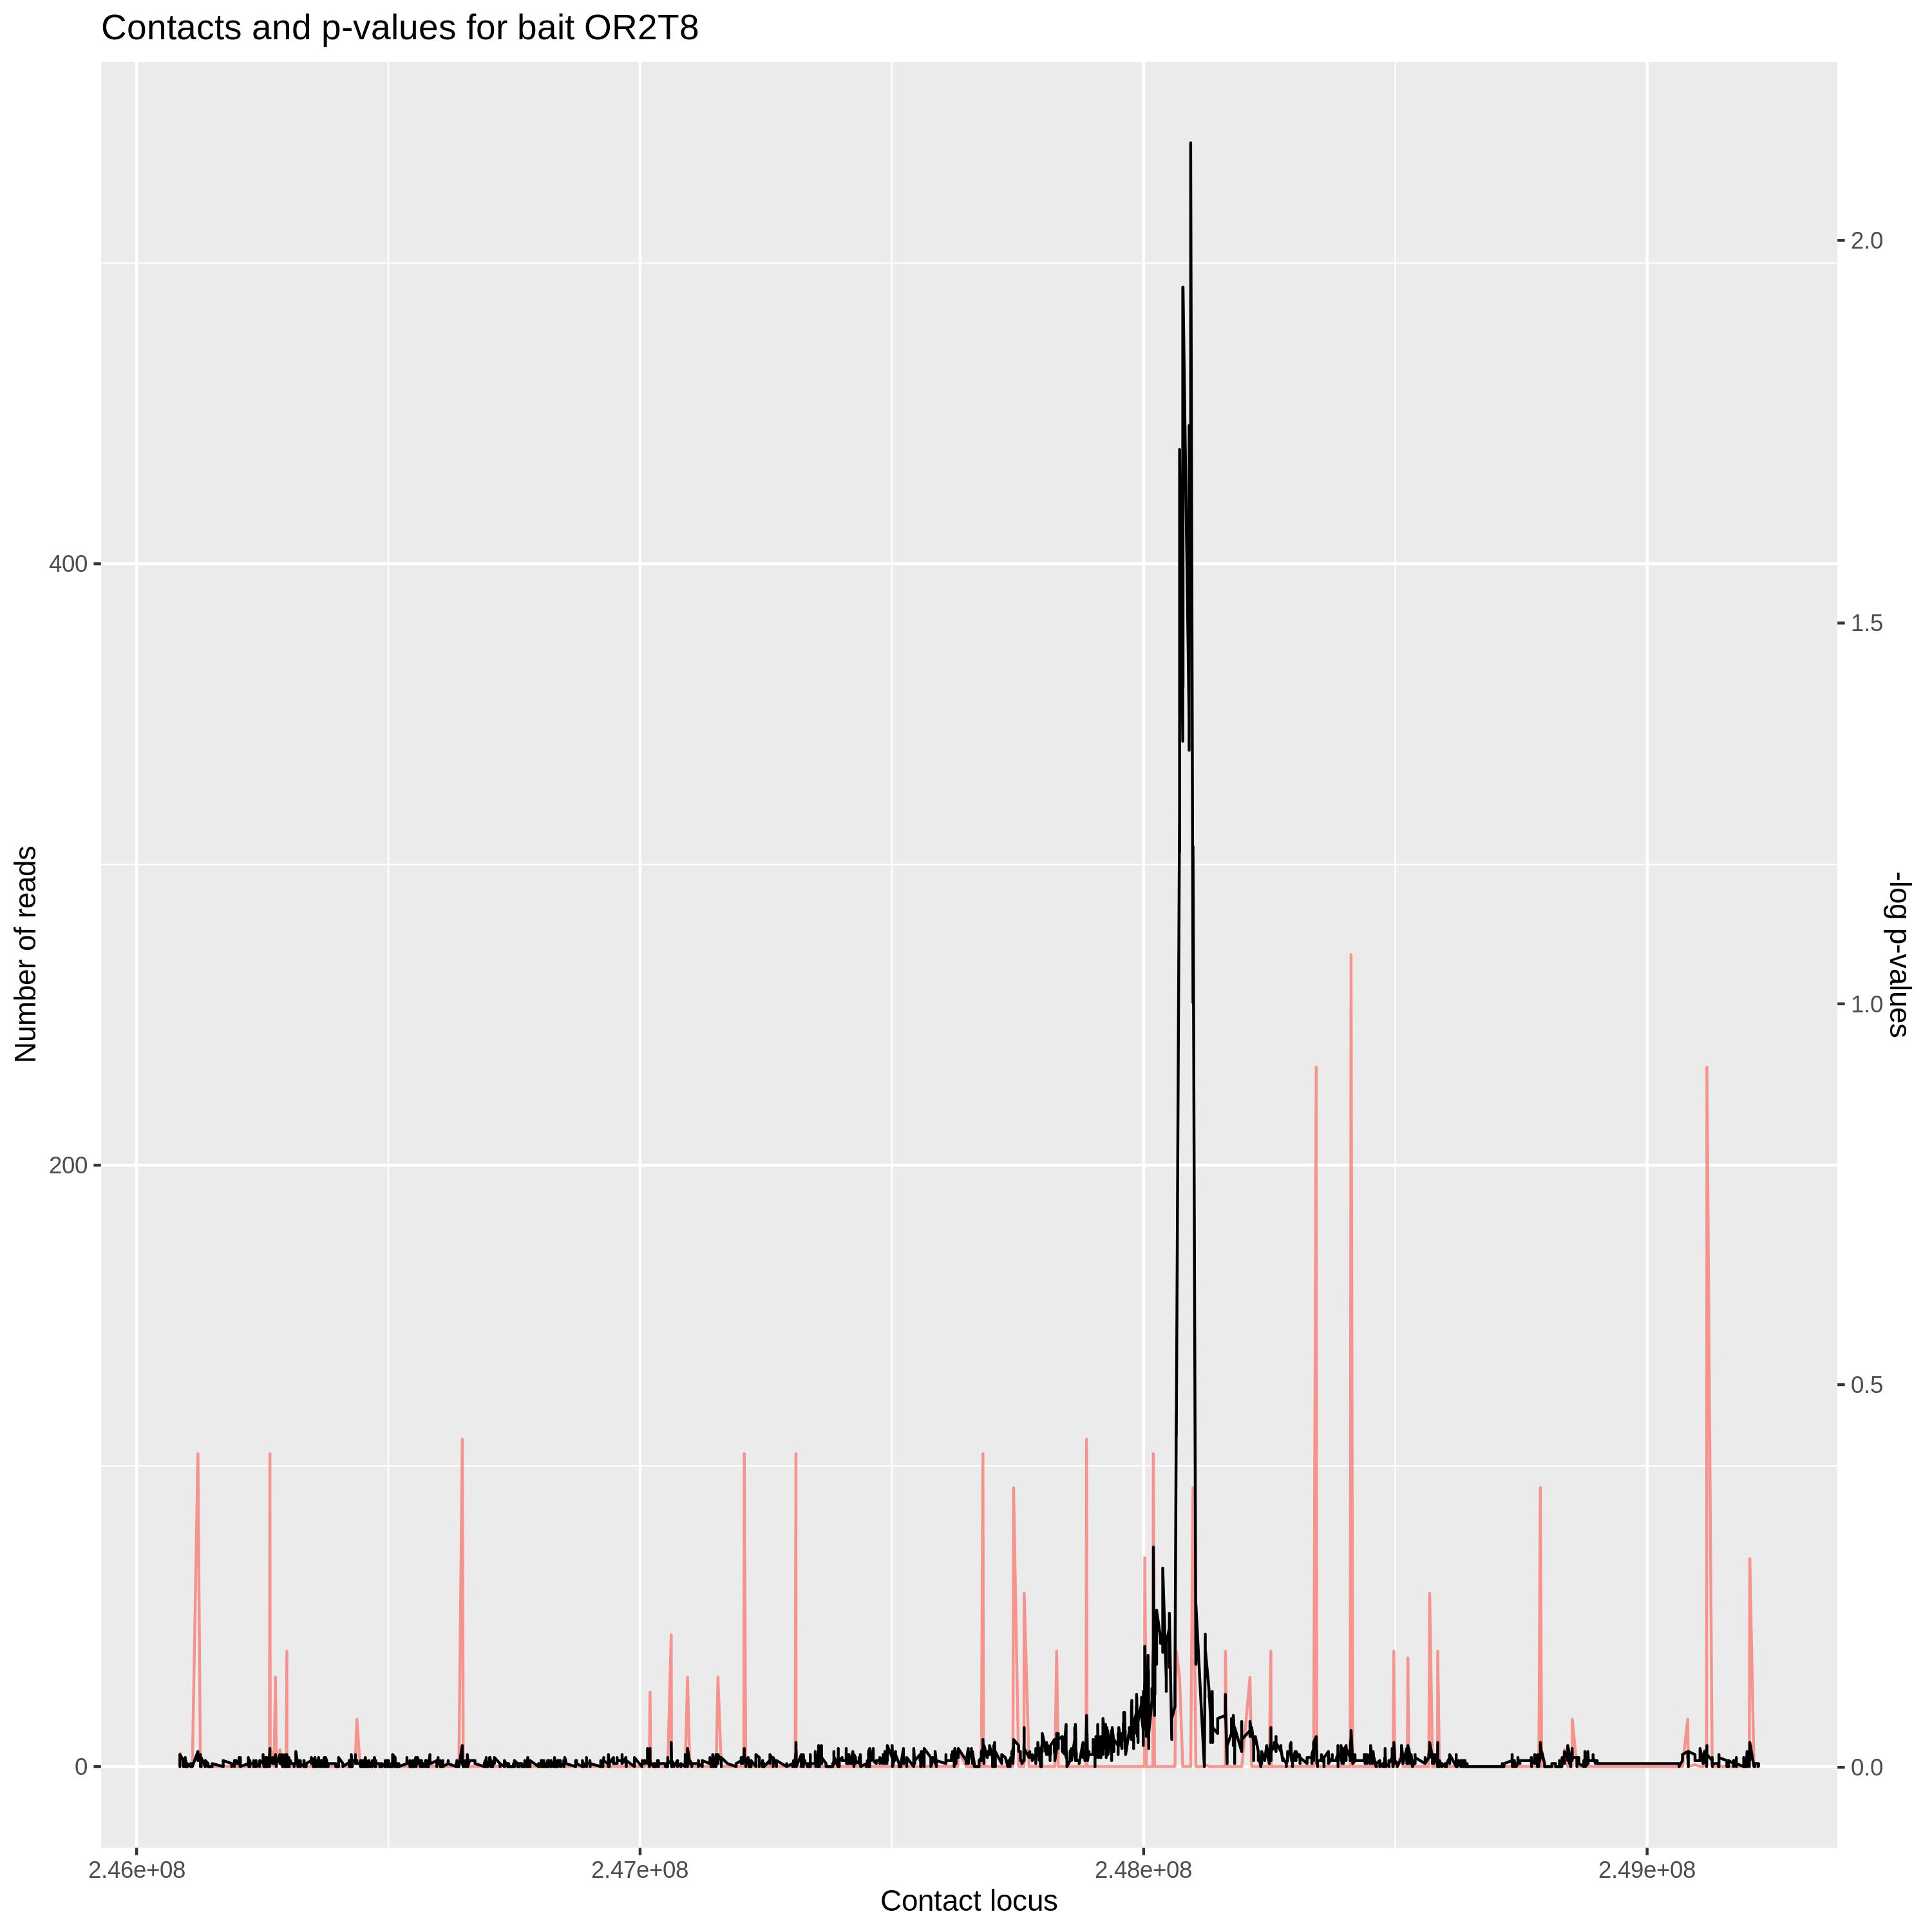 Contacts and p-values for bait OR2T8
Number of reads
400
200
0
2.0
1.5
1.0
0.5
0.0
-log p-values
2.46e+08
2.47e+08
2.48e+08
2.49e+08
Contact locus